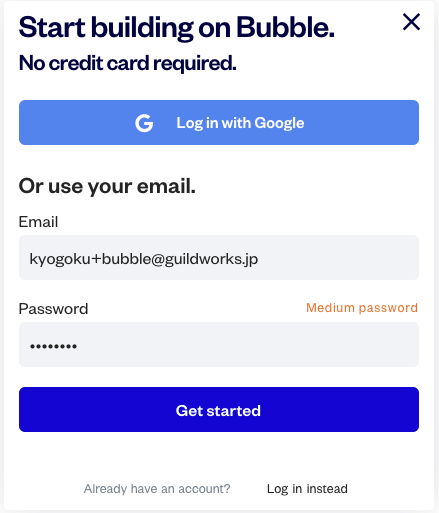 Start building on Bubble.
No credit card required.
G Log in with Google
Or use your email.
Email
kyogoku+bubble@guildworks.jp
Password Medium password
••••••••
Get started
Already have an account? Log in instead